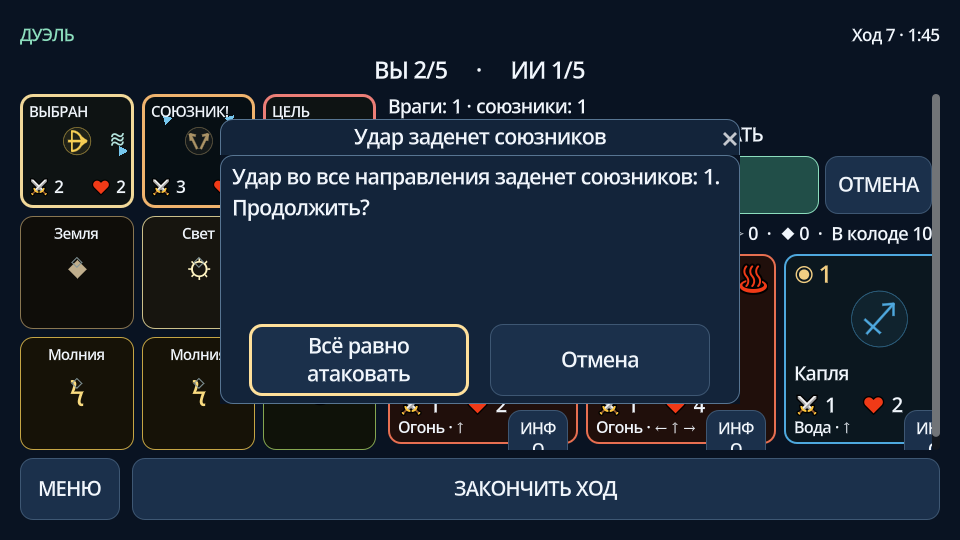 ДУЭЛЬ
Ход 7 · 1:45
ВЫ 2/5 · ИИ 1/5
ВЫБРАН
СОЮЗНИК!
ЦЕЛЬ
Враги: 1 · союзники: 1
Удар заденет союзников
×
Удар во все направления заденет союзников: 1.
Продолжить?
Всё равно
атаковать
Отмена
ОТМЕНА
2 2
3
0 · ◆ 0 · В колоде 10
Земля
Свет
1
Капля
1 2
Вода · ↑
Молния
1 2
Огонь · ↑
1 4
Огонь · ← ↑ →
ИНФ
О
ИНФ
О
МЕНЮ
ЗАКОНЧИТЬ ХОД